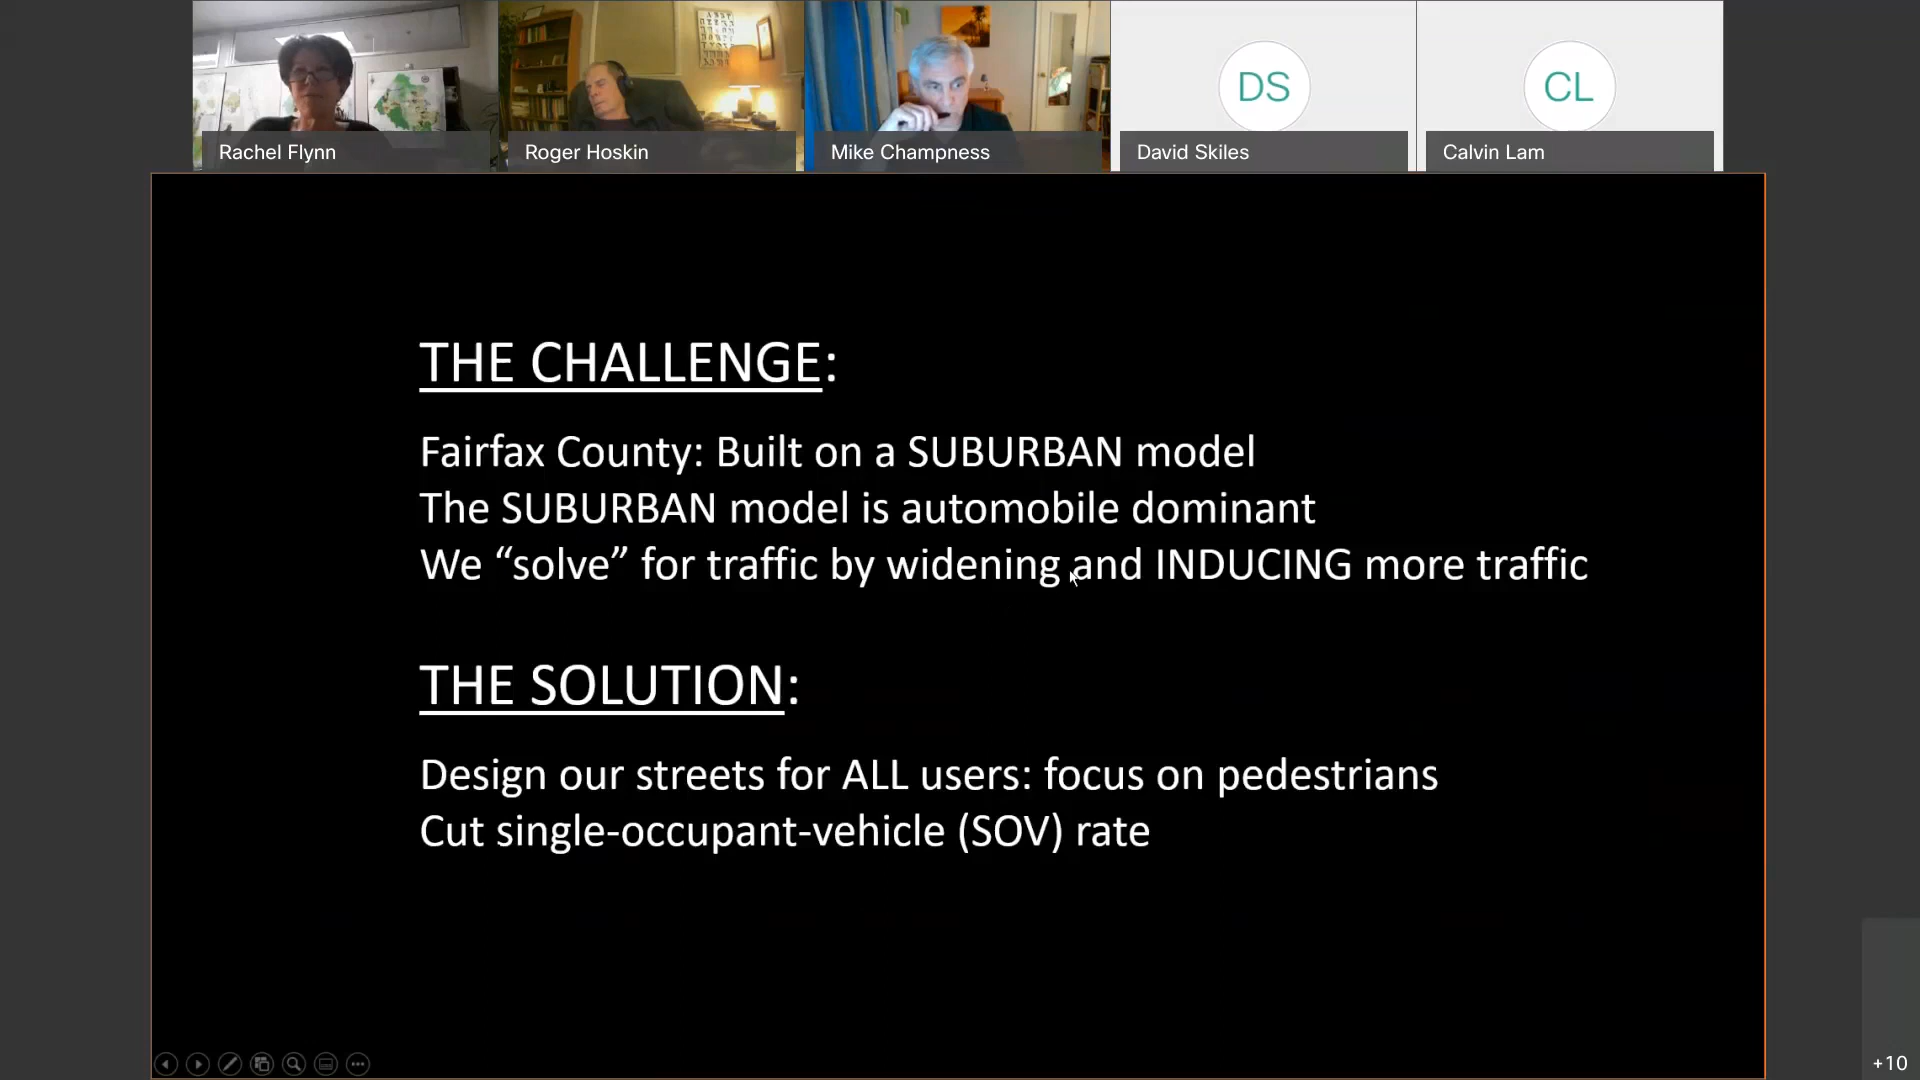 DS
CL
Rachel Flynn
Roger Hoskin
Mike Champness
David Skiles
Calvin Lam
THE CHALLENGE:
Fairfax County: Built on a SUBURBAN model
The SUBURBAN model is automobile dominant
We “solve” for traffic by widening and INDUCING more traffic
THE SOLUTION:
Design our streets for ALL users: focus on pedestrians
Cut single-occupant-vehicle (SOV) rate
+10